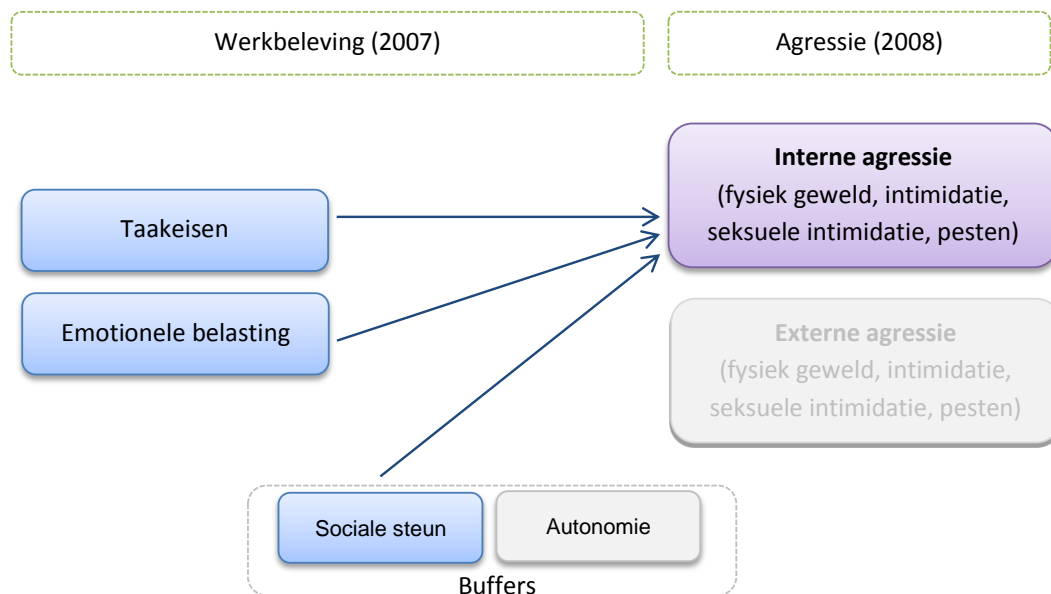 Werkbeleving (2007)
Agressie (2008)
Interne agressie
(fysiek geweld, intimidatie,
seksuele intimidatie, pesten)
Taakeisen
Emotionele belasting
Externe agressie
(fysiek geweld, intimidatie,
seksuele intimidatie, pesten)
Sociale steun
Autonomie
Buffers